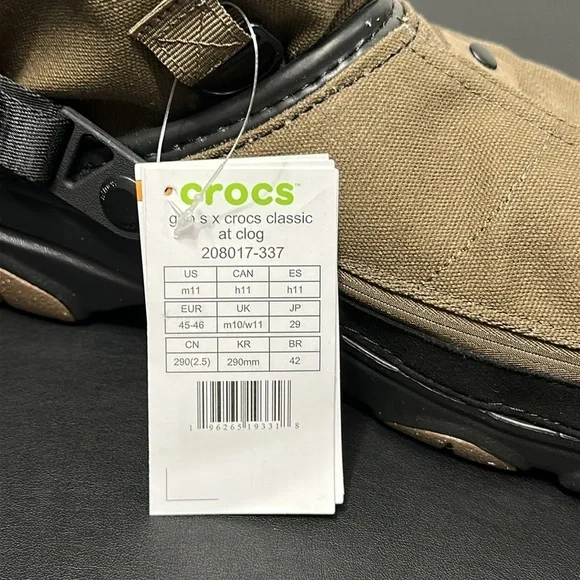 crocs™
x crocs classic
at clog
208017-337
US CAN ES
m11 h11 h11
EUR UK JP
45-46 m10/w11 29
CN KR BR
290(2.5) 290mm 42
1 96265 19331 8